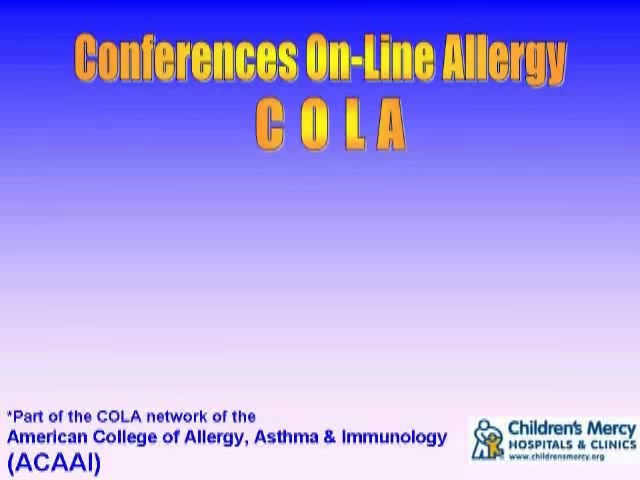 Conferences On-Line Allergy
C O L A
*Part of the COLA network of the
American College of Allergy, Asthma & Immunology
(ACAAI)
Children's Mercy
HOSPITALS & CLINICS
www.childrensmercy.org